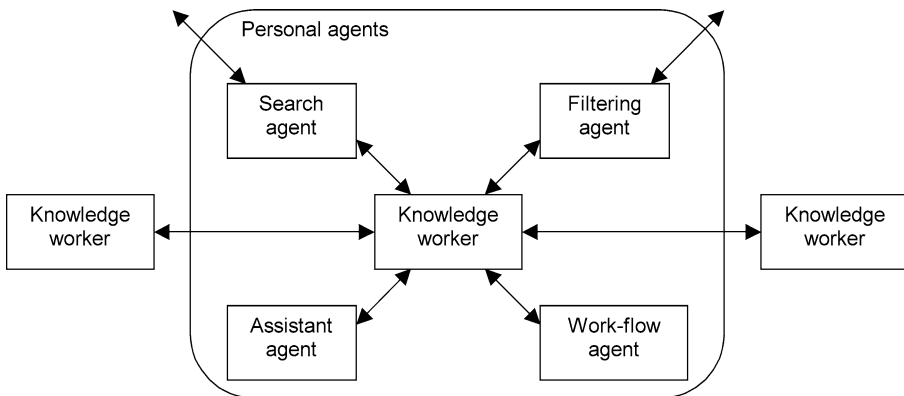 Personal agents
Search
agent
Filtering
agent
Knowledge
worker
Knowledge
worker
Knowledge
worker
Assistant
agent
Work-flow
agent